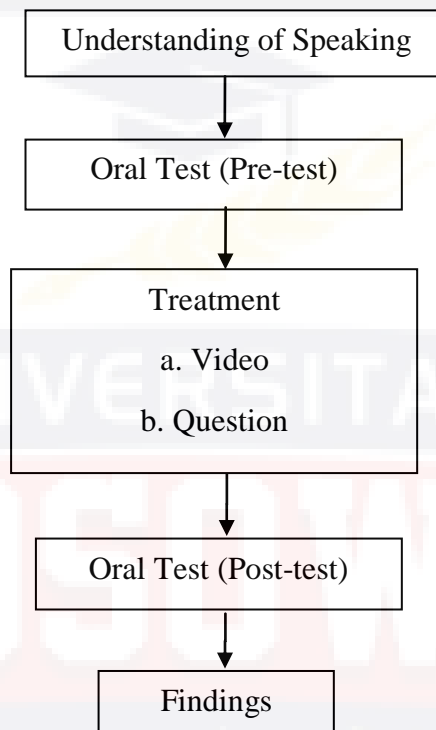 Understanding of Speaking
Oral Test (Pre-test)
Treatment
a. Video
b. Question
Oral Test (Post-test)
Findings